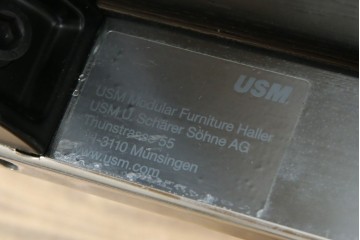 USM
USM Modular Furniture Haller
USM U. Schärer Söhne AG
Thunstrasse 55
-3110 Münsingen
www.usm.com